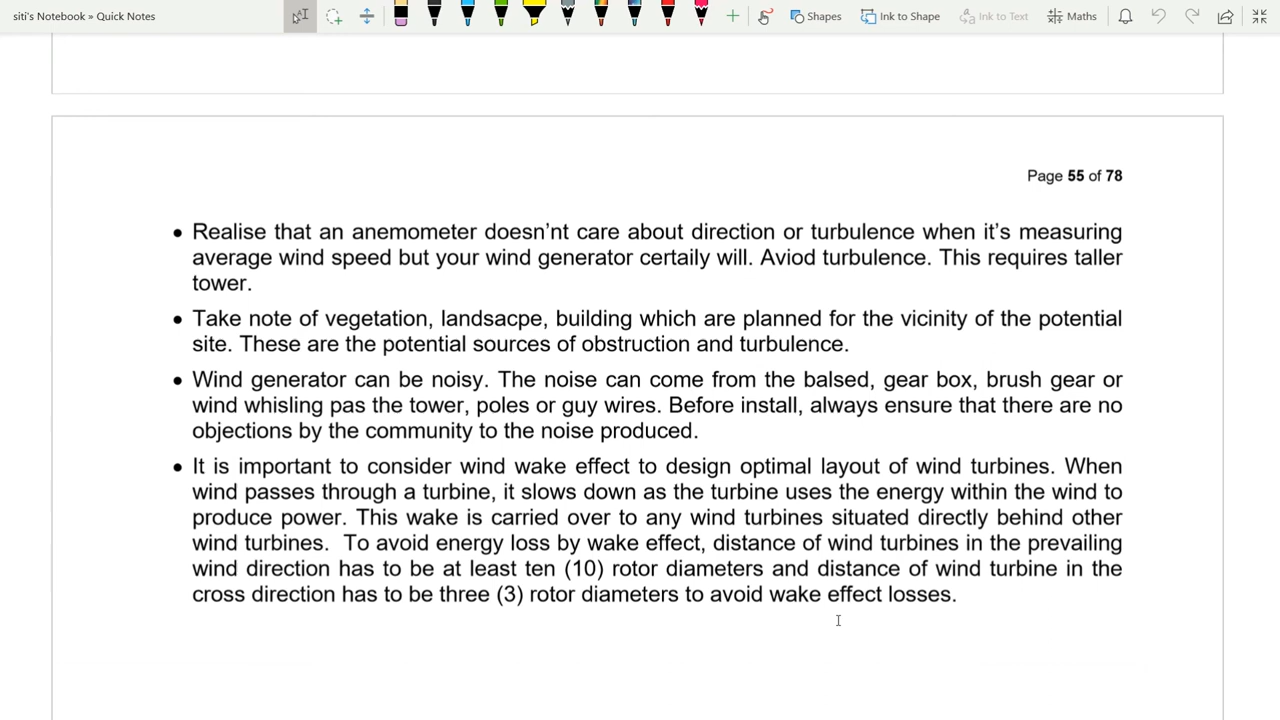 siti's Notebook » Quick Notes
Shapes
Ink to Shape
Ink to Text
Maths
Page 55 of 78
• Realise that an anemometer doesn'nt care about direction or turbulence when it's measuring
average wind speed but your wind generator certaily will. Aviod turbulence. This requires taller
tower.
• Take note of vegetation, landsacpe, building which are planned for the vicinity of the potential
site. These are the potential sources of obstruction and turbulence.
• Wind generator can be noisy. The noise can come from the balsed, gear box, brush gear or
wind whisling pas the tower, poles or guy wires. Before install, always ensure that there are no
objections by the community to the noise produced.
• It is important to consider wind wake effect to design optimal layout of wind turbines. When
wind passes through a turbine, it slows down as the turbine uses the energy within the wind to
produce power. This wake is carried over to any wind turbines situated directly behind other
wind turbines.  To avoid energy loss by wake effect, distance of wind turbines in the prevailing
wind direction has to be at least ten (10) rotor diameters and distance of wind turbine in the
cross direction has to be three (3) rotor diameters to avoid wake effect losses.